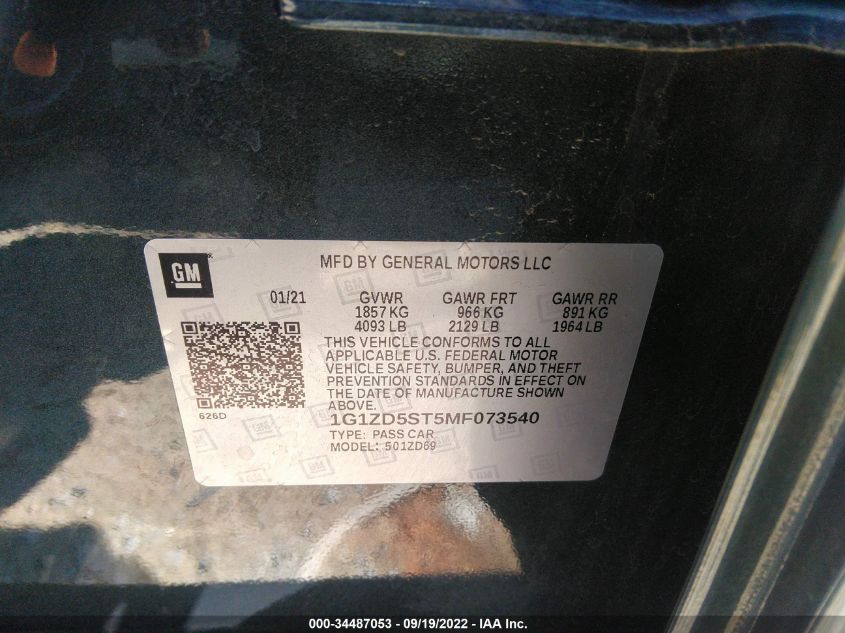 GM
MFD BY GENERAL MOTORS LLC
01/21 GVWR GAWR FRT GAWR RR
1857 KG 966 KG 891 KG
4093 LB 2129 LB 1964 LB
THIS VEHICLE CONFORMS TO ALL
APPLICABLE U.S. FEDERAL MOTOR
VEHICLE SAFETY, BUMPER, AND THEFT
PREVENTION STANDARDS IN EFFECT ON
THE DATE OF MANUFACTURE SHOWN
ABOVE.
626D
1G1ZD5ST5MF073540
TYPE: PASS CAR
MODEL: 501ZD69
000-34487053 - 09/19/2022 - IAA Inc.